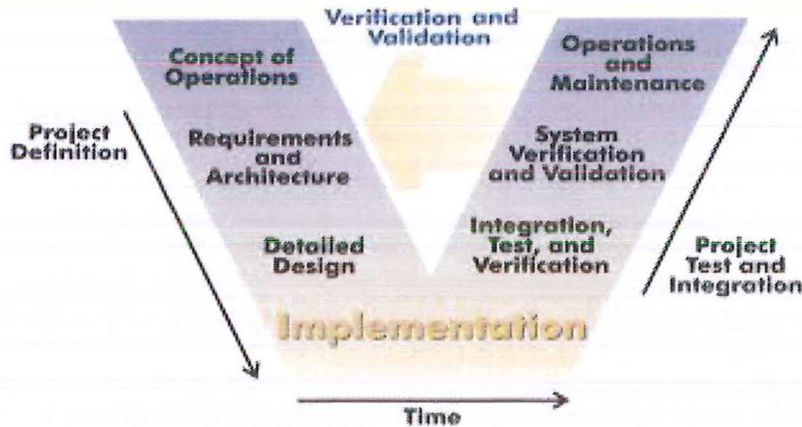 Verification and
Validation
Concept of
Operations
Operations
and
Maintenance
Project
Definition
Requirements
and
Architecture
System
Verification
and Validation
Detailed
Design
Integration,
Test, and
Verification
Project
Test and
Integration
Implementation
Time